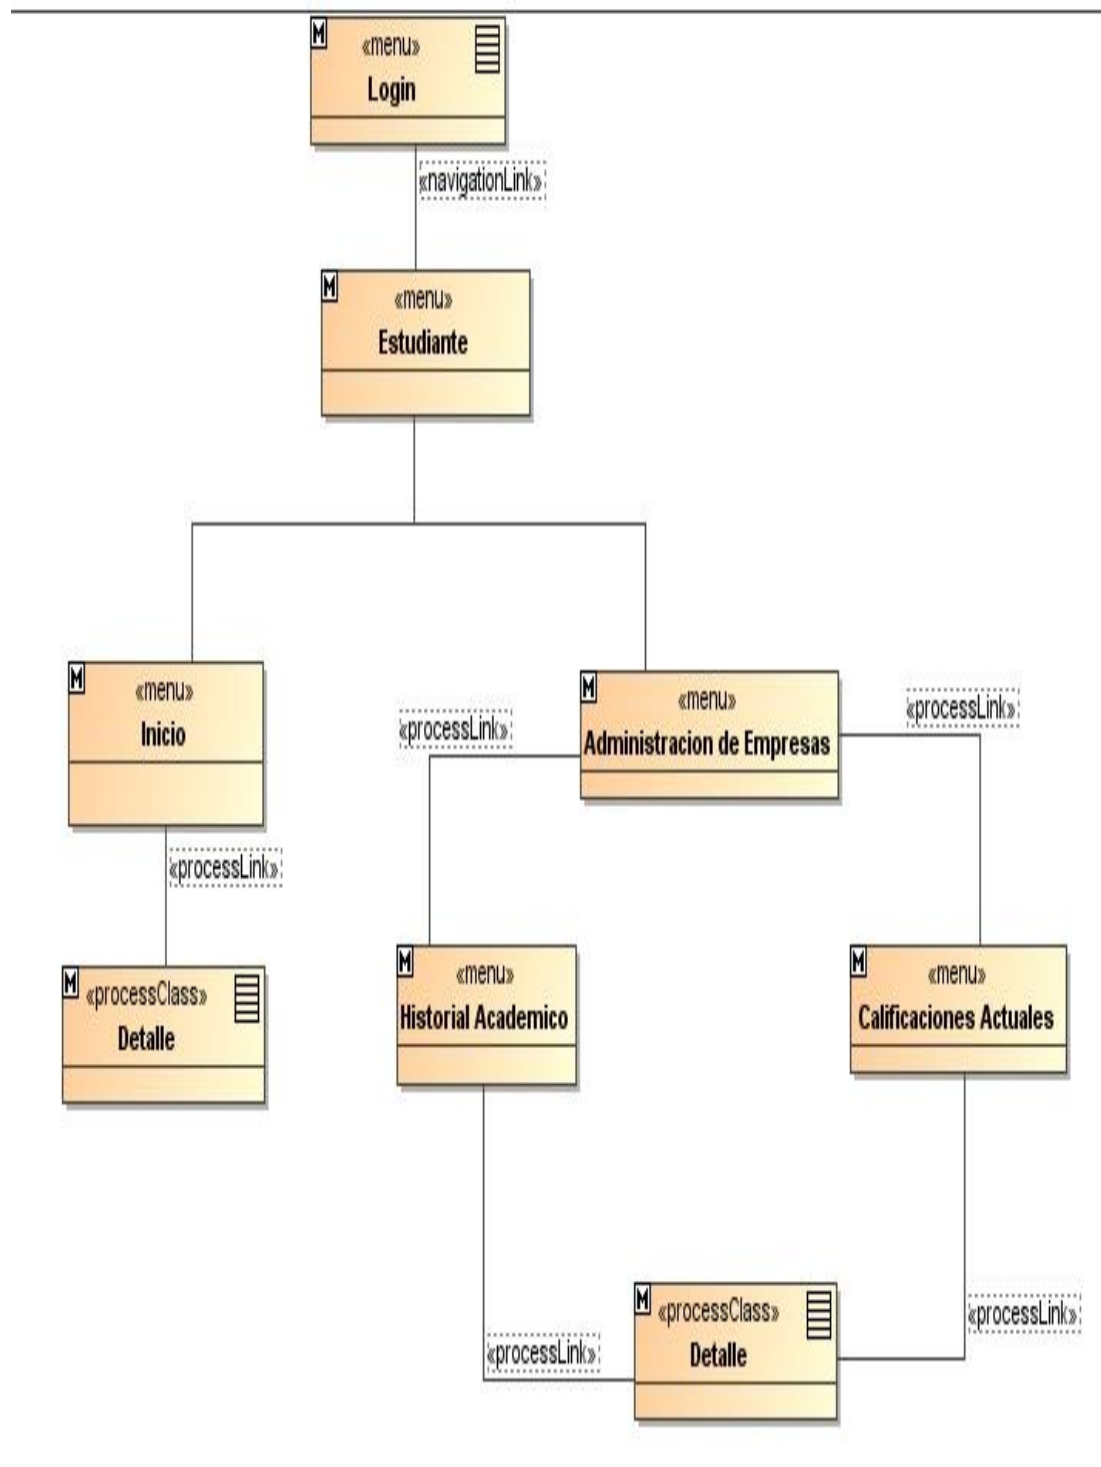 M
«menu»
Login
«navigationLink»
M
«menu»
Estudiante
M
«menu»
Inicio
«processLink»
M
«processClass»
Detalle
M
«menu»
Administracion de Empresas
«processLink»
«processLink»
M
«menu»
Historial Academico
M
«menu»
Calificaciones Actuales
«processLink»
«processLink»
M
«processClass»
Detalle